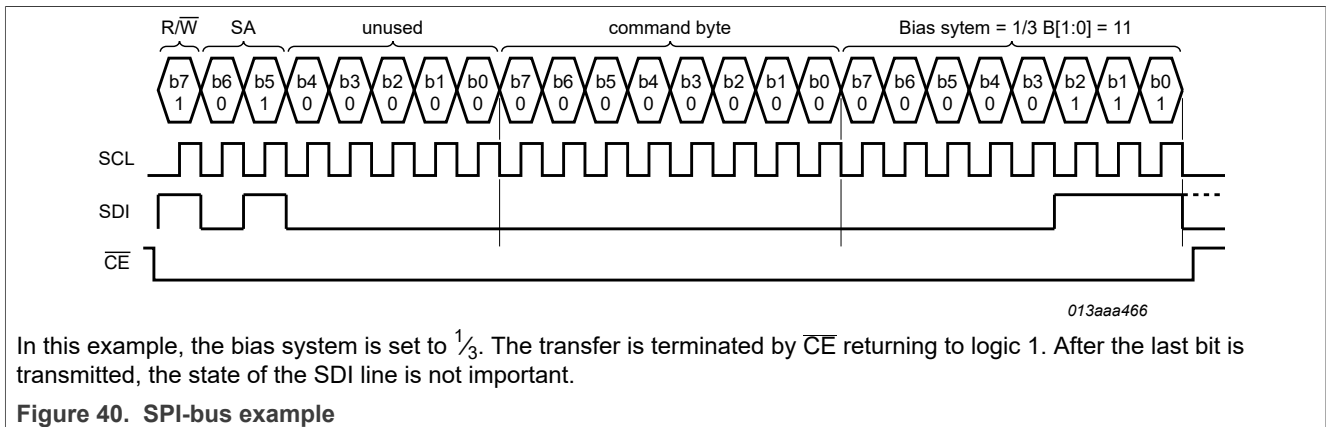 R/W SA unused command byte Bias sytem = 1/3 B[1:0] = 11
b7 b6 b5 b4 b3 b2 b1 b0 b7 b6 b5 b4 b3 b2 b1 b0 b7 b6 b5 b4 b3 b2 b1 b0
1 0 1 0 0 0 0 0 0 0 0 0 0 0 0 0 0 0 0 0 0 1 1 1
SCL
SDI
CE
013aaa466
In this example, the bias system is set to 1⁄3. The transfer is terminated by CE returning to logic 1. After the last bit is
transmitted, the state of the SDI line is not important.
Figure 40. SPI-bus example